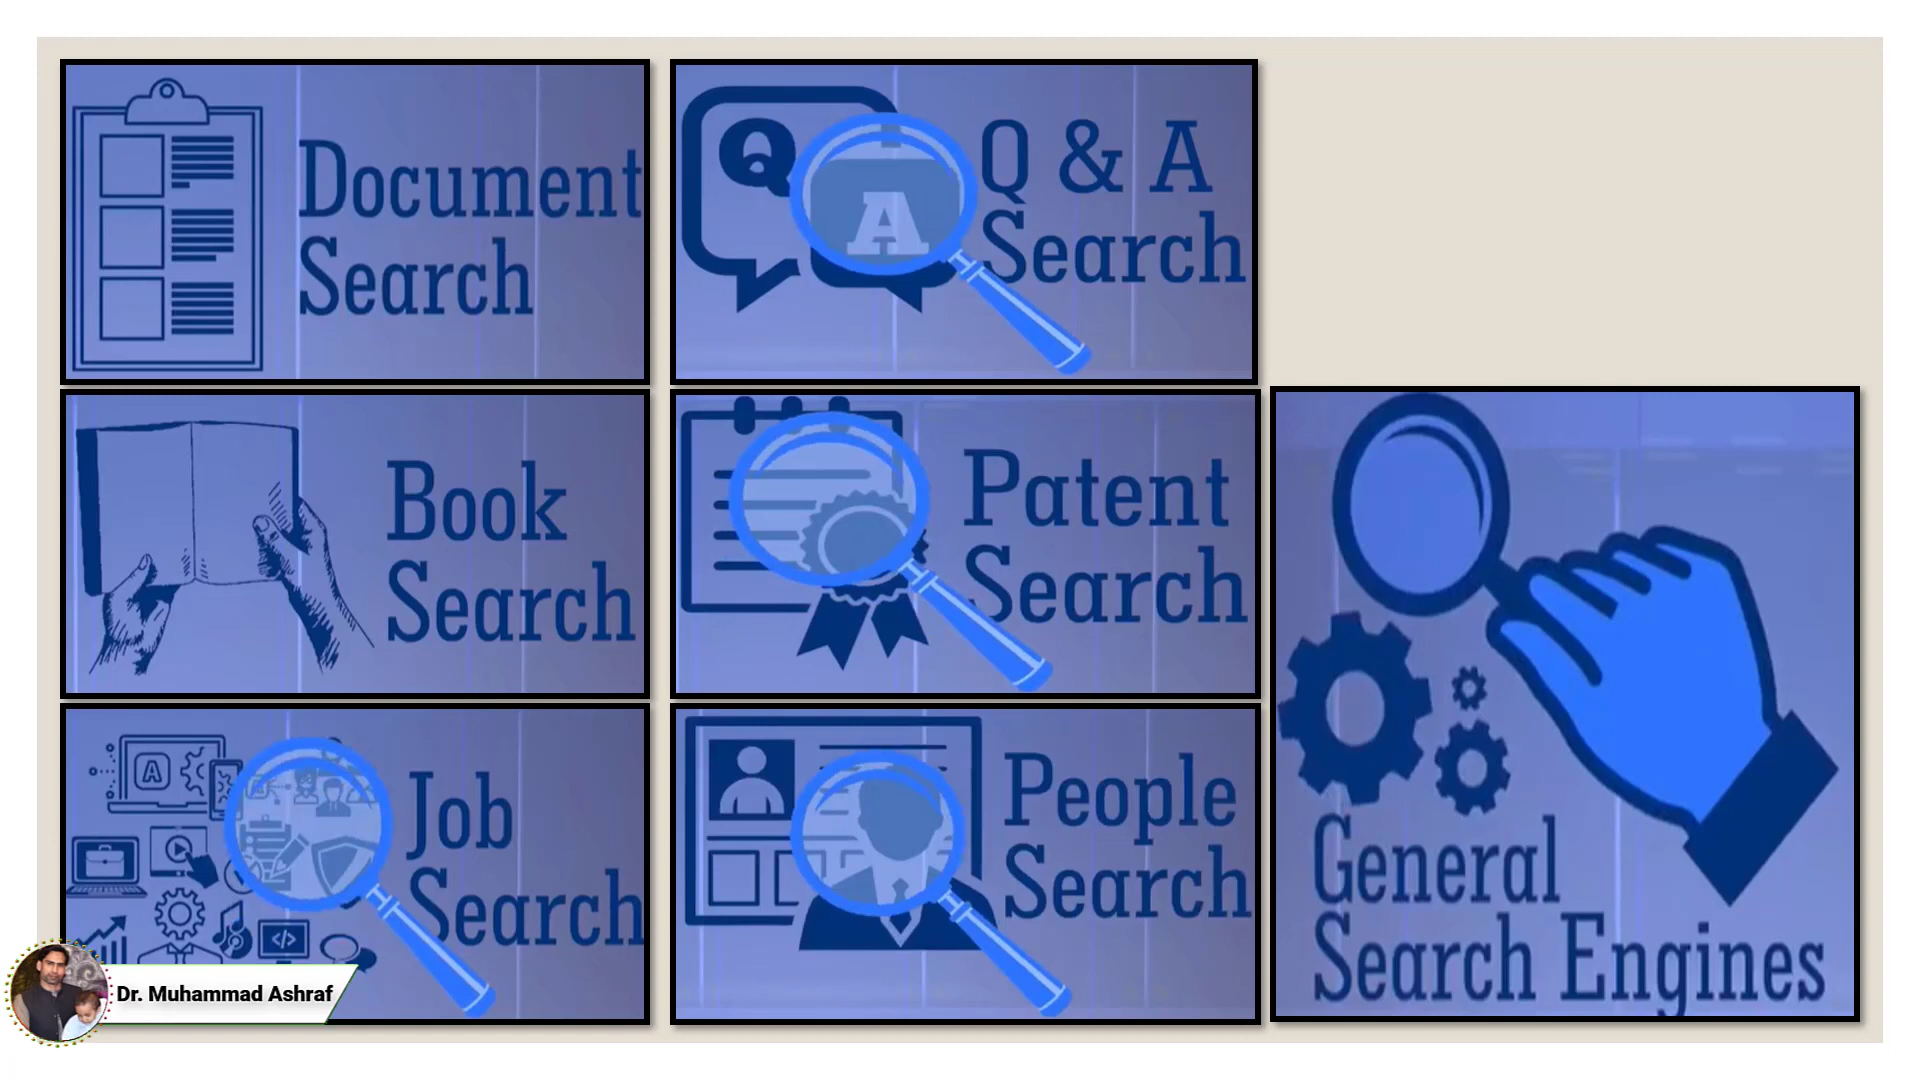 Document
Search
Q
A
Q & A
Search
Book
Search
Patent
Search
A
Job
Search
</>
People
Search
General
Search Engines
Dr. Muhammad Ashraf